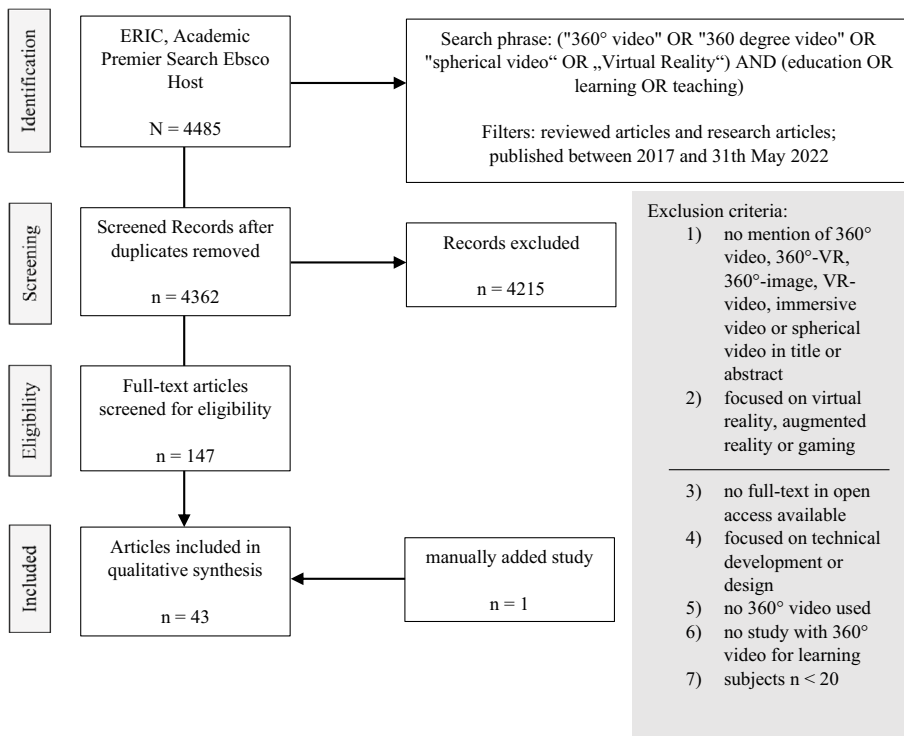 Identification
ERIC, Academic
Premier Search Ebsco
Host
N = 4485
Search phrase: ("360° video" OR "360 degree video" OR
"spherical video“ OR „Virtual Reality“) AND (education OR
learning OR teaching)
Filters: reviewed articles and research articles;
published between 2017 and 31th May 2022
Screening
Screened Records after
duplicates removed
n = 4362
Records excluded
n = 4215
Eligibility
Full-text articles
screened for eligibility
n = 147
Included
Articles included in
qualitative synthesis
n = 43
manually added study
n = 1
Exclusion criteria:
1) no mention of 360°
video, 360°-VR,
360°-image, VR-
video, immersive
video or spherical
video in title or
abstract
2) focused on virtual
reality, augmented
reality or gaming
3) no full-text in open
access available
4) focused on technical
development or
design
5) no 360° video used
6) no study with 360°
video for learning
7) subjects n < 20